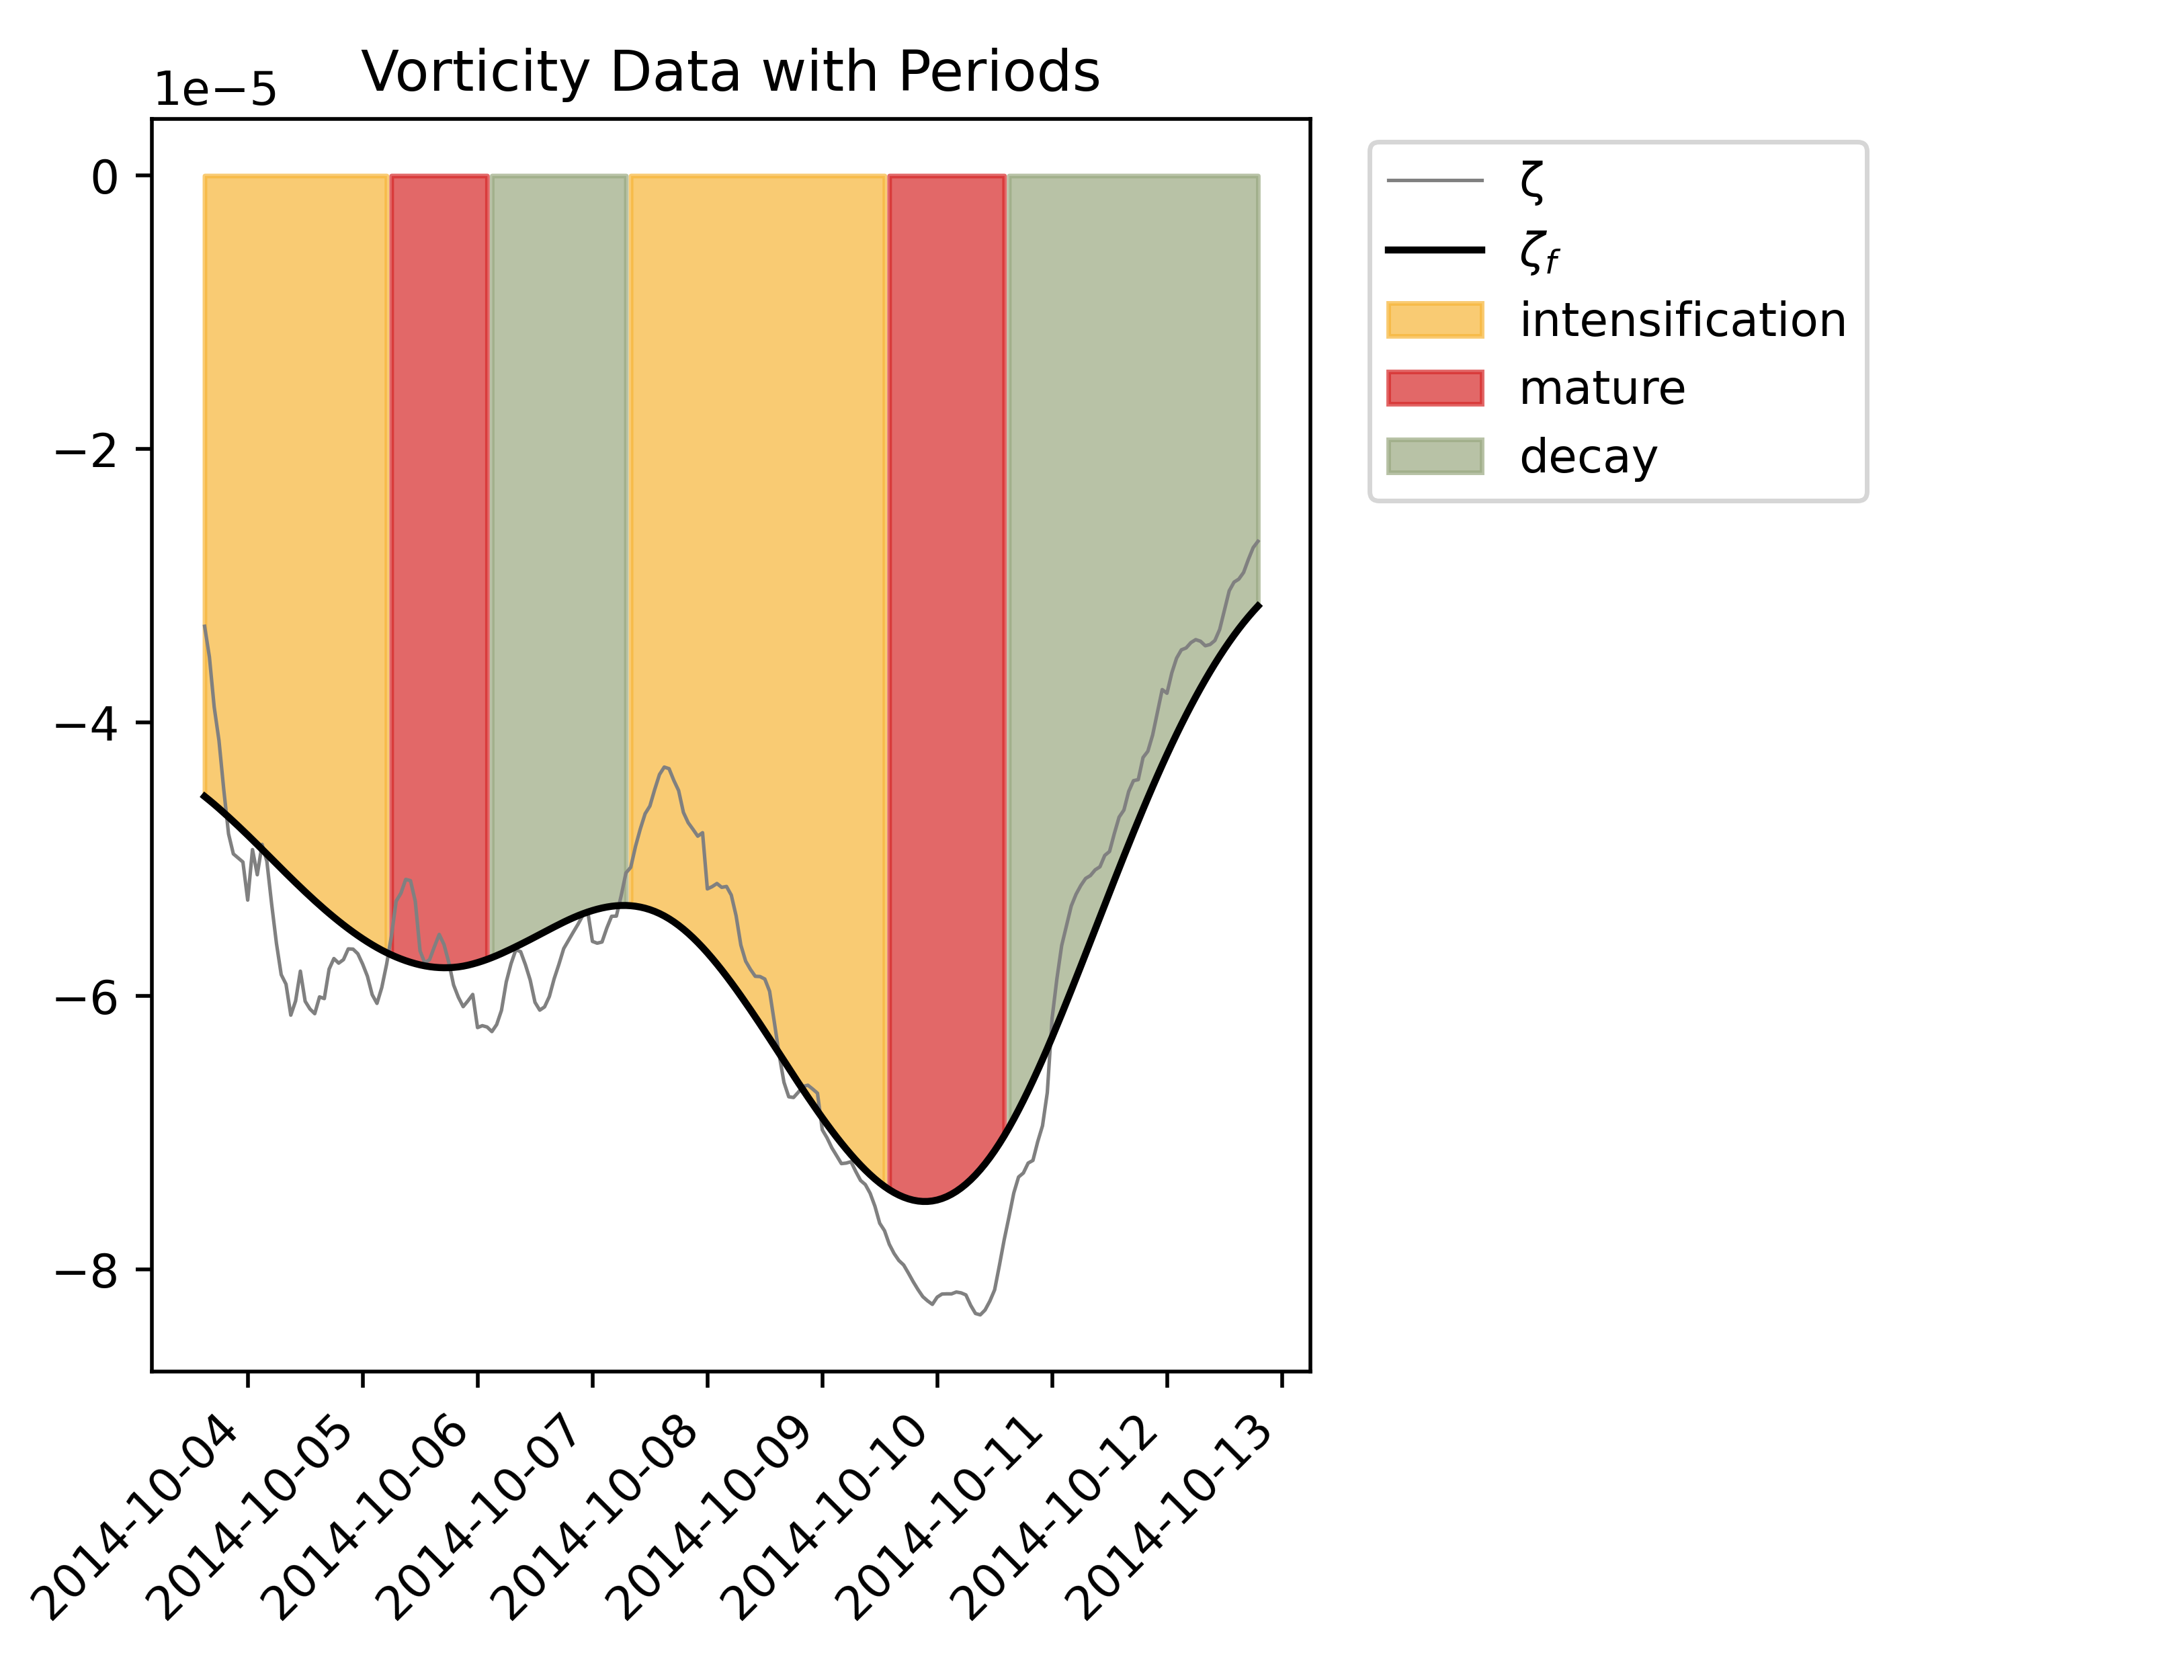 Vorticity Data with Periods
1e−5
0
−2
−4
−6
−8
2014-10-04
2014-10-05
2014-10-06
2014-10-07
2014-10-08
2014-10-09
2014-10-10
2014-10-11
2014-10-12
2014-10-13
ζ
ζf
intensification
mature
decay